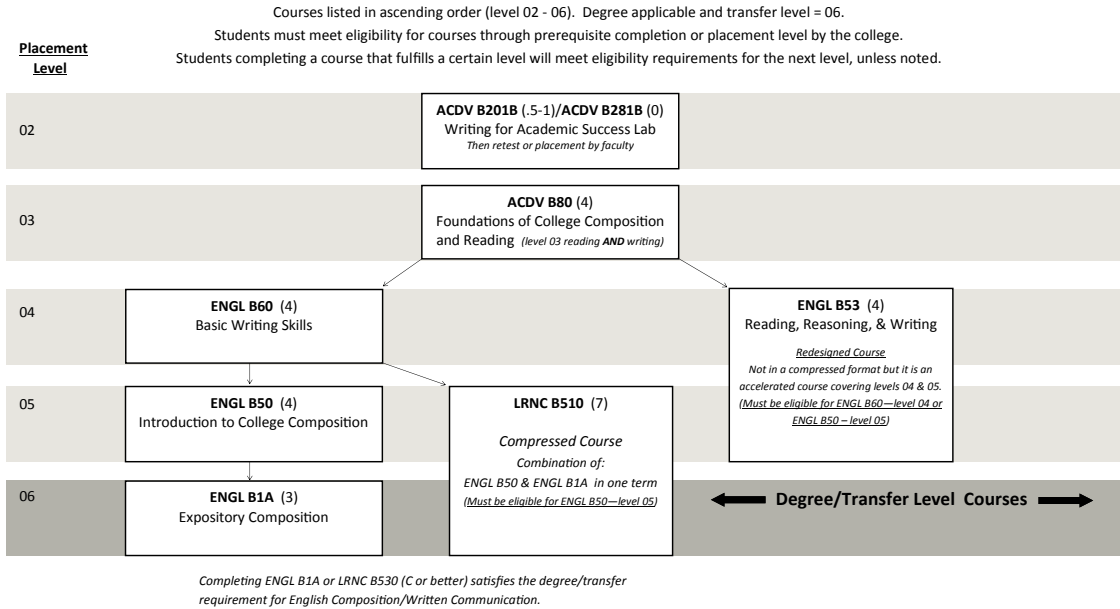 Courses listed in ascending order (level 02 - 06).  Degree applicable and transfer level = 06.
Students must meet eligibility for courses through prerequisite completion or placement level by the college.
Students completing a course that fulfills a certain level will meet eligibility requirements for the next level, unless noted.
Placement
Level
02
ACDV B201B (.5-1)/ACDV B281B (0)
Writing for Academic Success Lab
Then retest or placement by faculty
03
ACDV B80 (4)
Foundations of College Composition
and Reading  (level 03 reading AND writing)
04
ENGL B60  (4)
Basic Writing Skills
ENGL B53  (4)
Reading, Reasoning, & Writing
Redesigned Course
Not in a compressed format but it is an
accelerated course covering levels 04 & 05.
(Must be eligible for ENGL B60—level 04 or
ENGL B50 – level 05)
05
ENGL B50  (4)
Introduction to College Composition
LRNC B510  (7)
Compressed Course
Combination of:
ENGL B50 & ENGL B1A  in one term
(Must be eligible for ENGL B50—level 05)
06
ENGL B1A  (3)
Expository Composition
Degree/Transfer Level  Courses
Completing ENGL B1A or LRNC B530 (C or better) satisfies the degree/transfer
requirement for English Composition/Written Communication.